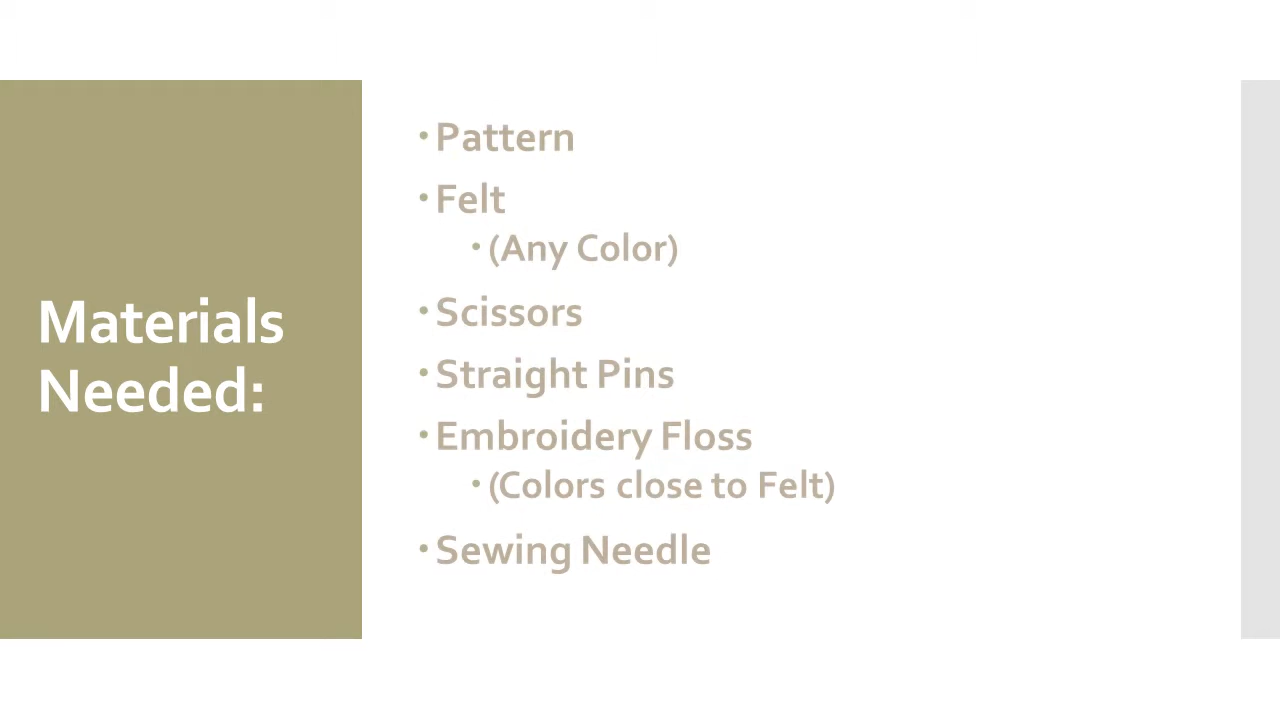 Materials
Needed:
• Pattern
• Felt
• (Any Color)
• Scissors
• Straight Pins
• Embroidery Floss
• (Colors close to Felt)
• Sewing Needle